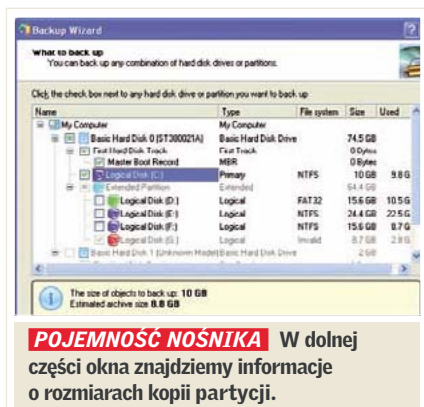 Backup Wizard
What to back up
You can back up any combination of hard disk drives or partitions.
Click the check box next to any hard disk drive or partition you want to back up
Name Type File system Size Used
My Computer My Computer
Basic Hard Disk 0 (ST380021A) Basic Hard Disk Drive 74.5 GB
First Hard Disk Track First Track 0 Bytes
Master Boot Record MBR 0 Bytes
Logical Disk (C:) Primary NTFS 10 GB 9.8 G
Extended Partition Extended 64.4 GB
Logical Disk (D:) Logical FAT32 15.6 GB 10.5 G
Logical Disk (E:) Logical NTFS 24.4 GB 22.5 G
Logical Disk (F:) Logical NTFS 15.6 GB 8.7 G
Logical Disk (G:) Logical Invalid 8.7 GB 2.8 G
Basic Hard Disk 1 (Unknown Model) Basic Hard Disk Drive 2 GB
The size of objects to back up: 10 GB
Estimated archive size 8.8 GB
POJEMNOŚĆ NOŚNIKA W dolnej
części okna znajdziemy informacje
o rozmiarach kopii partycji.